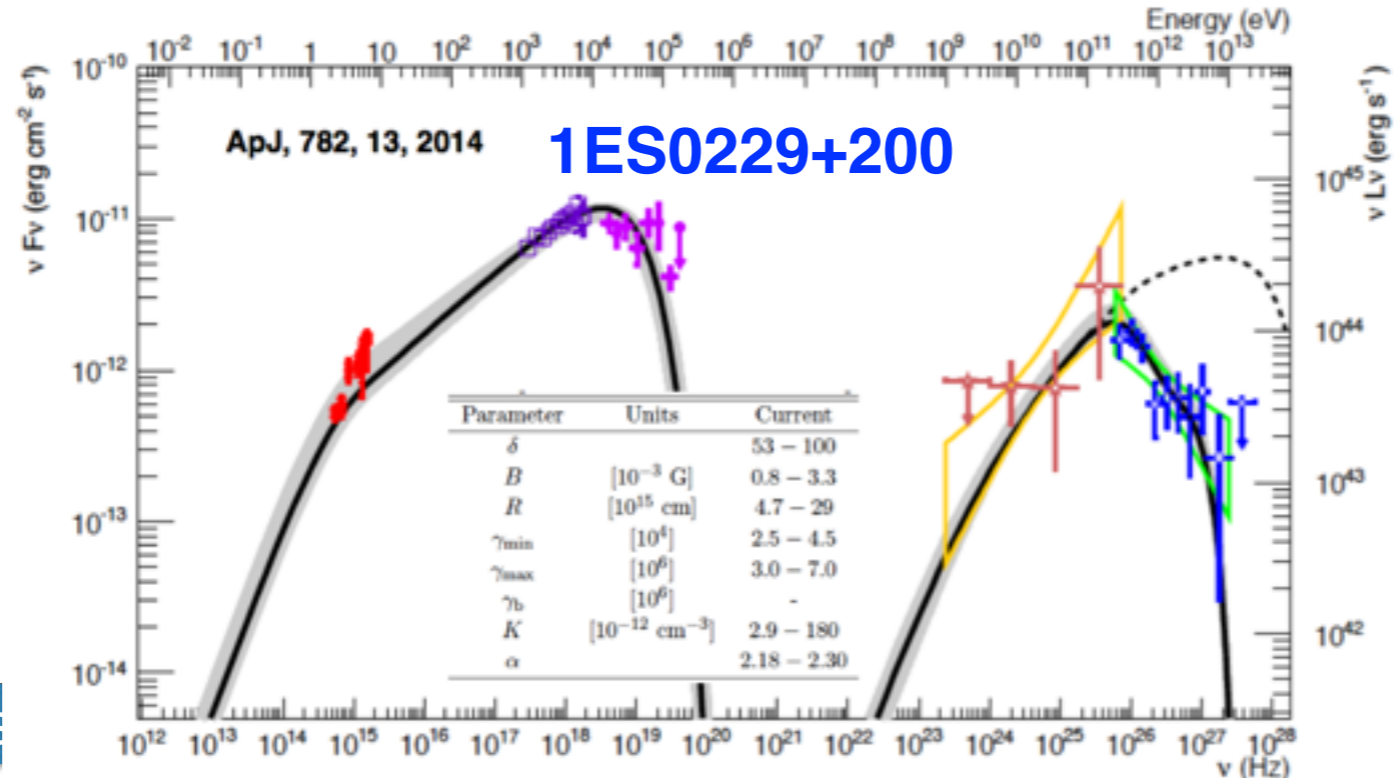 Energy (eV)
10-2 10-1 1 10 102 103 104 105 106 107 108 109 1010 1011 1012 1013
10-10
ν Fν (erg cm-2 s-1)
ν Lν (erg s-1)
ApJ, 782, 13, 2014 1ES0229+200
1045
10-11
1044
10-12
Parameter Units Current
δ 53 – 100
B [10-3 G] 0.8 – 3.3
1043
R [1015 cm] 4.7 – 29
10-13
γmin [104] 2.5 – 4.5
γmax [106] 3.0 – 7.0
γb [106] -
K [10-12 cm-3] 2.9 – 180
1042
α 2.18 – 2.30
10-14
1012 1013 1014 1015 1016 1017 1018 1019 1020 1021 1022 1023 1024 1025 1026 1027 1028
ν (Hz)